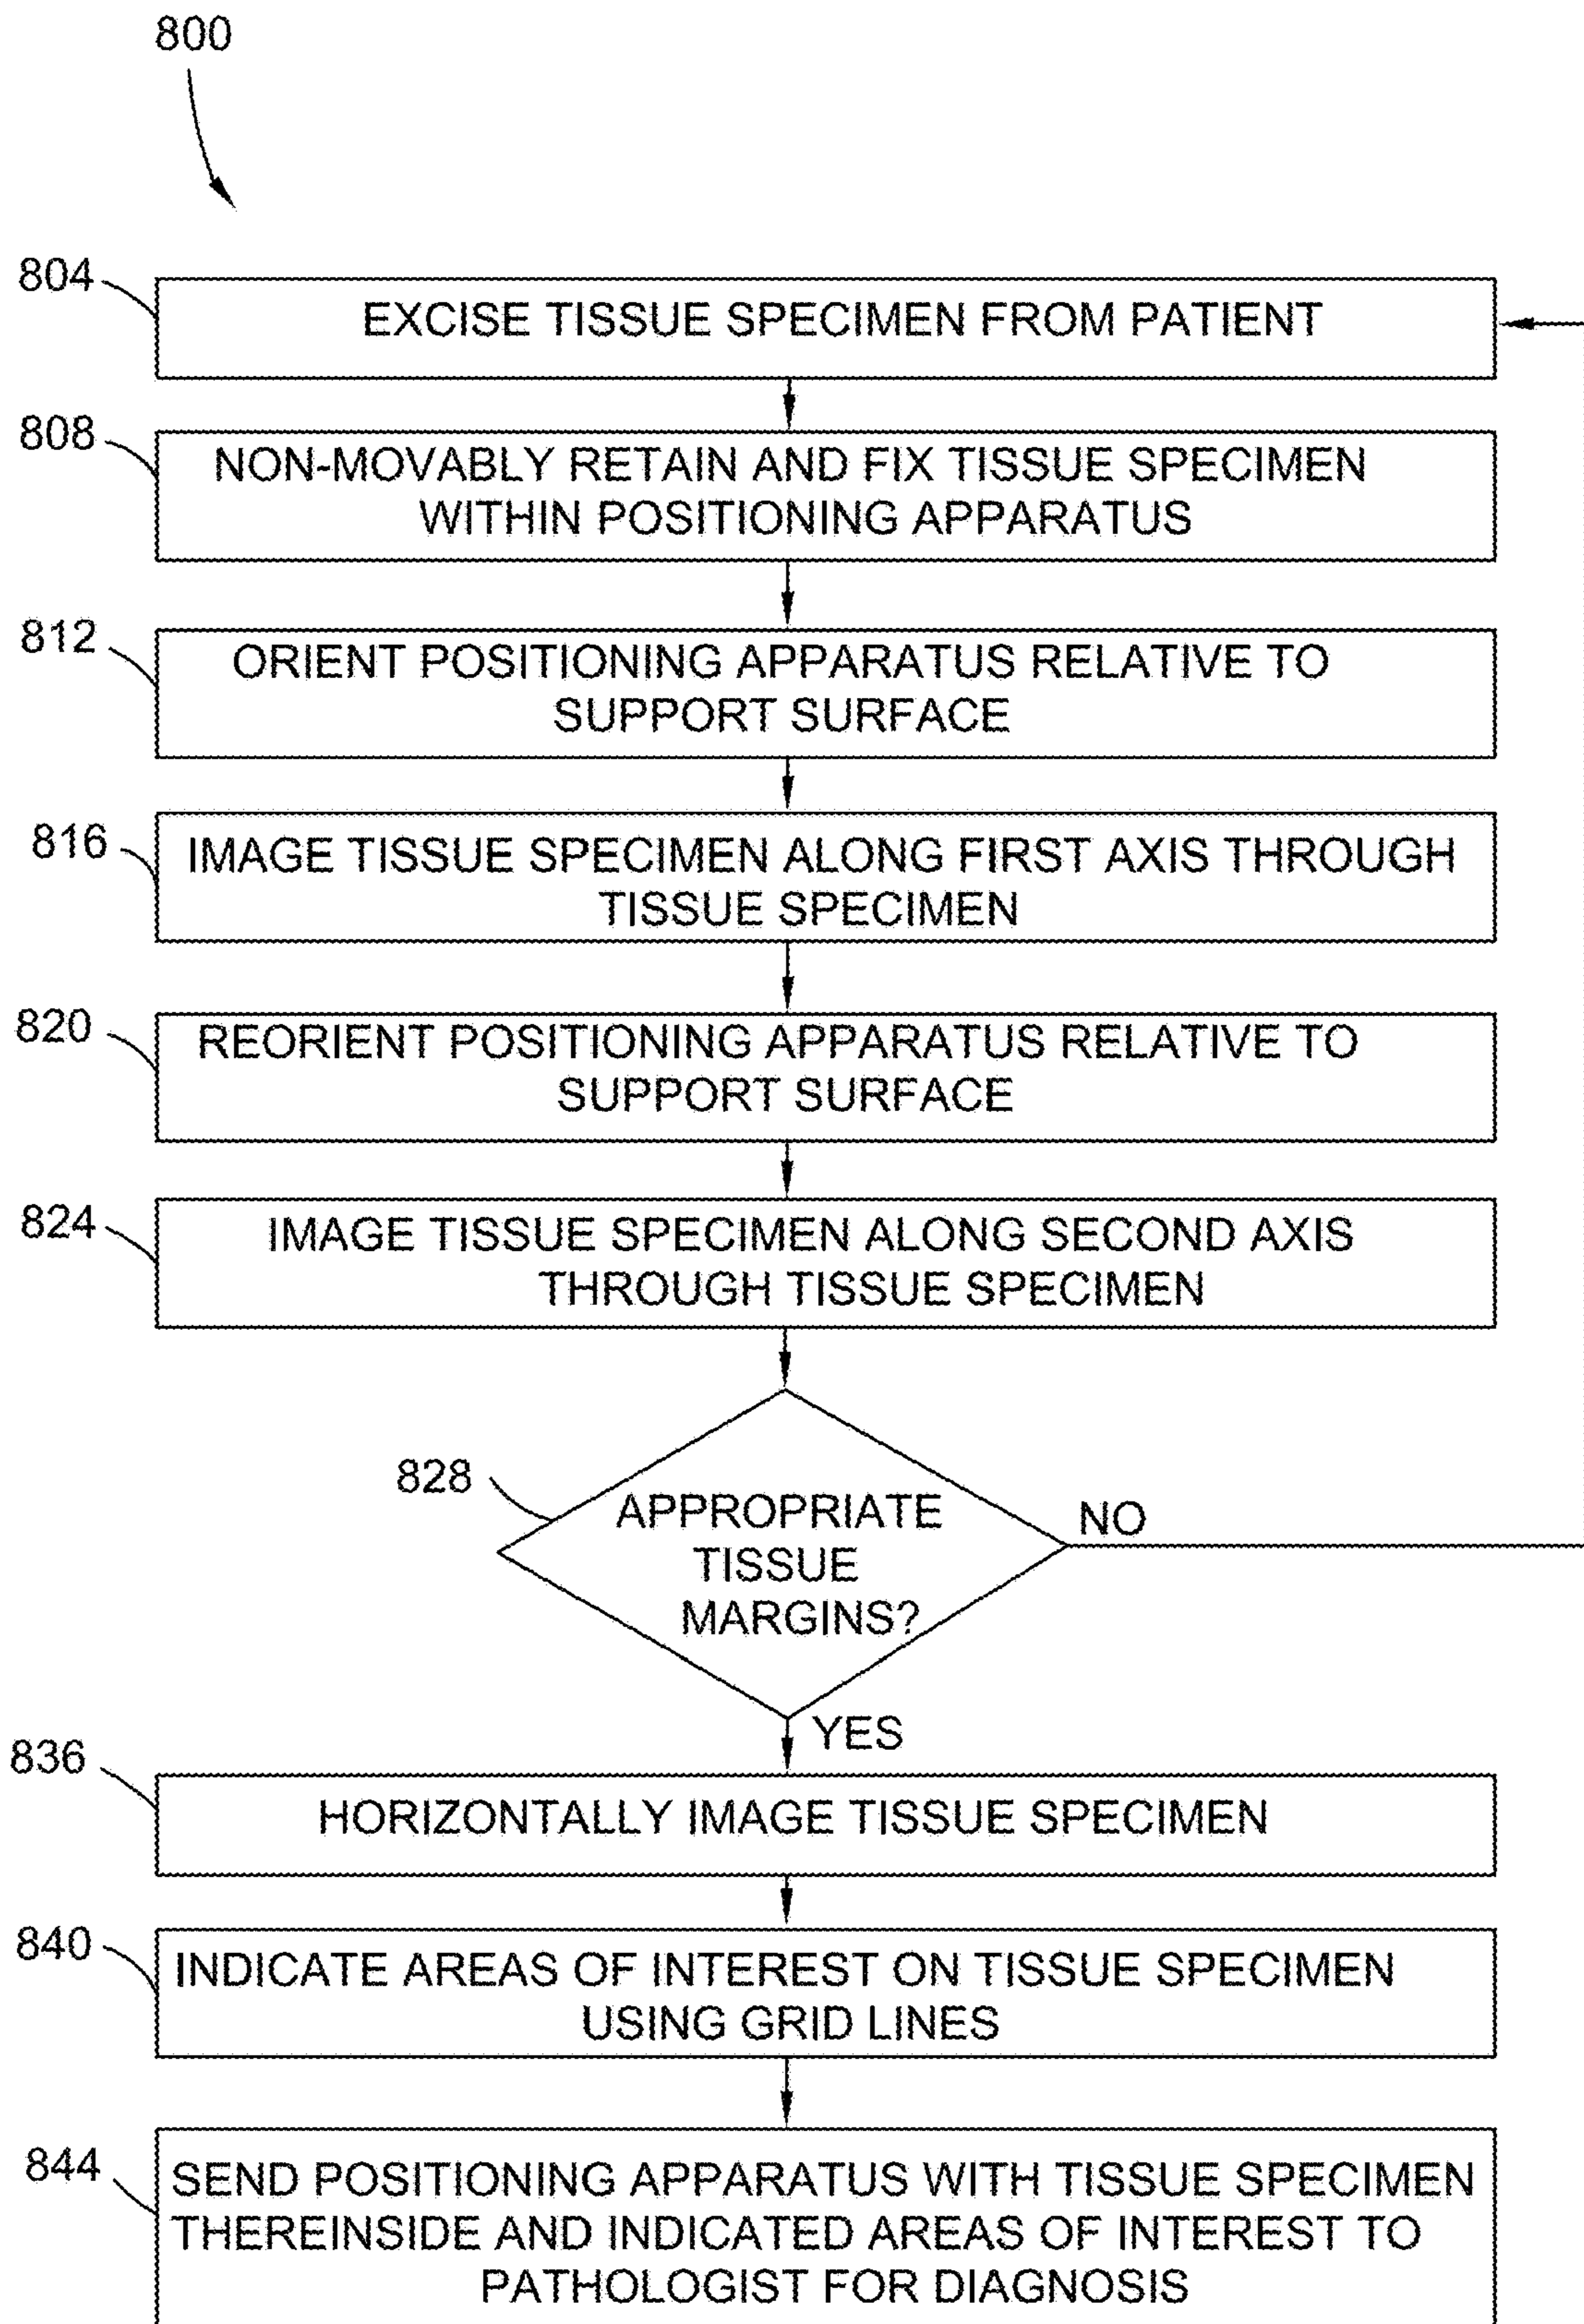 800
804
EXCISE TISSUE SPECIMEN FROM PATIENT
808
NON-MOVABLY RETAIN AND FIX TISSUE SPECIMEN
WITHIN POSITIONING APPARATUS
812
ORIENT POSITIONING APPARATUS RELATIVE TO
SUPPORT SURFACE
816
IMAGE TISSUE SPECIMEN ALONG FIRST AXIS THROUGH
TISSUE SPECIMEN
820
REORIENT POSITIONING APPARATUS RELATIVE TO
SUPPORT SURFACE
824
IMAGE TISSUE SPECIMEN ALONG SECOND AXIS
THROUGH TISSUE SPECIMEN
828
APPROPRIATE
TISSUE
MARGINS?
NO
YES
836
HORIZONTALLY IMAGE TISSUE SPECIMEN
840
INDICATE AREAS OF INTEREST ON TISSUE SPECIMEN
USING GRID LINES
844
SEND POSITIONING APPARATUS WITH TISSUE SPECIMEN
THEREINSIDE AND INDICATED AREAS OF INTEREST TO
PATHOLOGIST FOR DIAGNOSIS